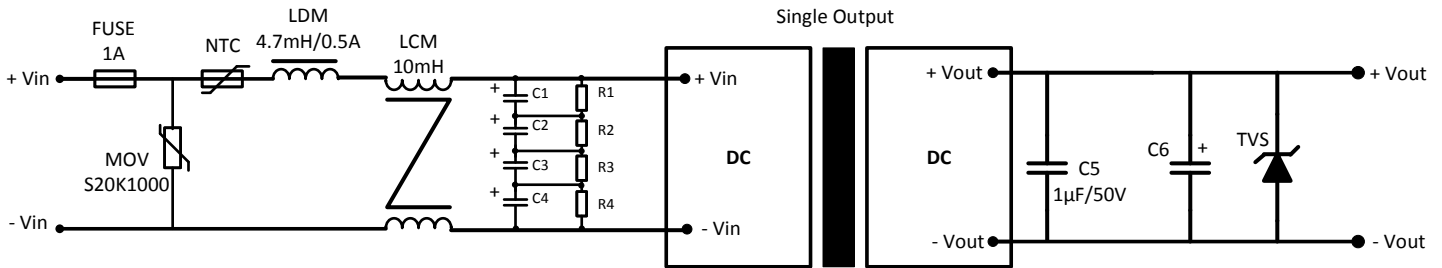 Single Output
FUSE
1A
NTC
LDM
4.7mH/0.5A
LCM
10mH
+ Vin
MOV
S20K1000
- Vin
+ C1
+ C2
+ C3
+ C4
R1
R2
R3
R4
+ Vin
DC
- Vin
+ Vout
DC
- Vout
C5
1µF/50V
C6 +
TVS
+ Vout
- Vout